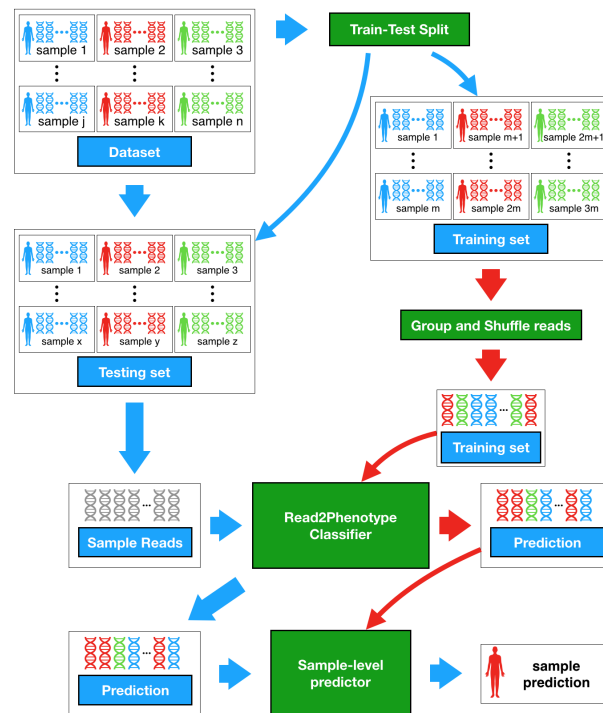 sample 1
sample 2
sample 3
sample j
sample k
sample n
Dataset
Train-Test Split
sample 1
sample m+1
sample 2m+1
sample m
sample 2m
sample 3m
Training set
sample 1
sample 2
sample 3
sample x
sample y
sample z
Testing set
Group and Shuffle reads
Training set
Sample Reads
Read2Phenotype
Classifier
Prediction
Prediction
Sample-level
predictor
sample
prediction